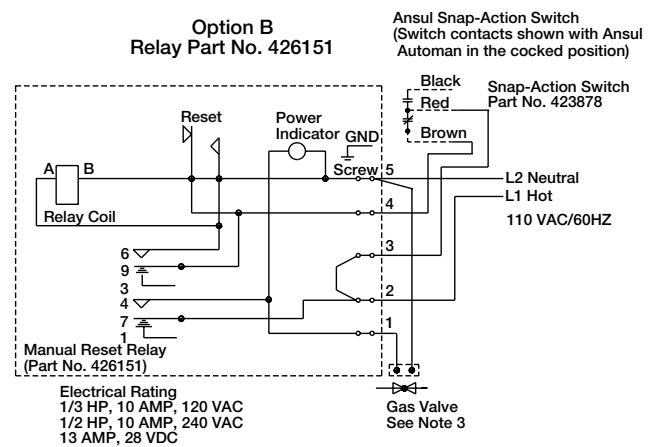 Option B
Relay Part No. 426151
Ansul Snap-Action Switch
(Switch contacts shown with Ansul
Automan in the cocked position)
Black
Red
Brown
Snap-Action Switch
Part No. 423878
Reset
Power
Indicator
GND
Screw
5
A
B
L2 Neutral
L1 Hot
110 VAC/60HZ
4
Relay Coil
3
6
9
3
4
2
7
1
1
Manual Reset Relay
(Part No. 426151)
Electrical Rating
1/3 HP, 10 AMP, 120 VAC
1/2 HP, 10 AMP, 240 VAC
13 AMP, 28 VDC
Gas Valve
See Note 3